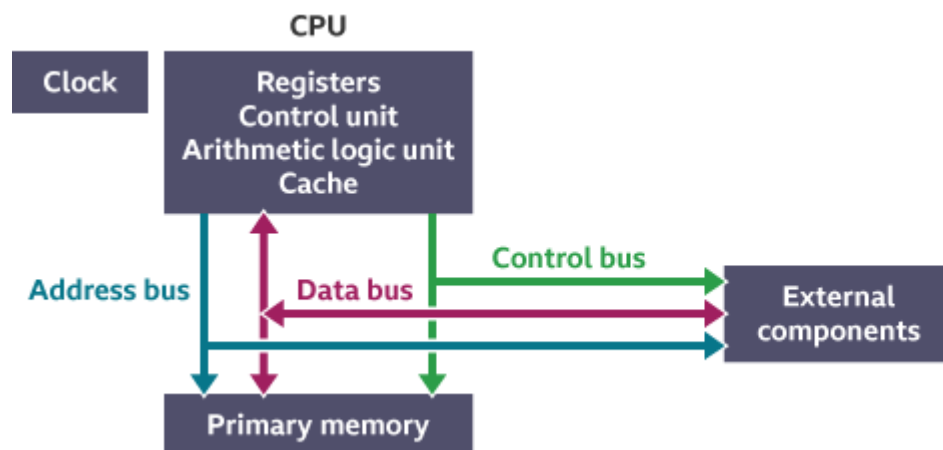 CPU
Clock
Registers
Control unit
Arithmetic logic unit
Cache
Control bus
Address bus
Data bus
External
components
Primary memory